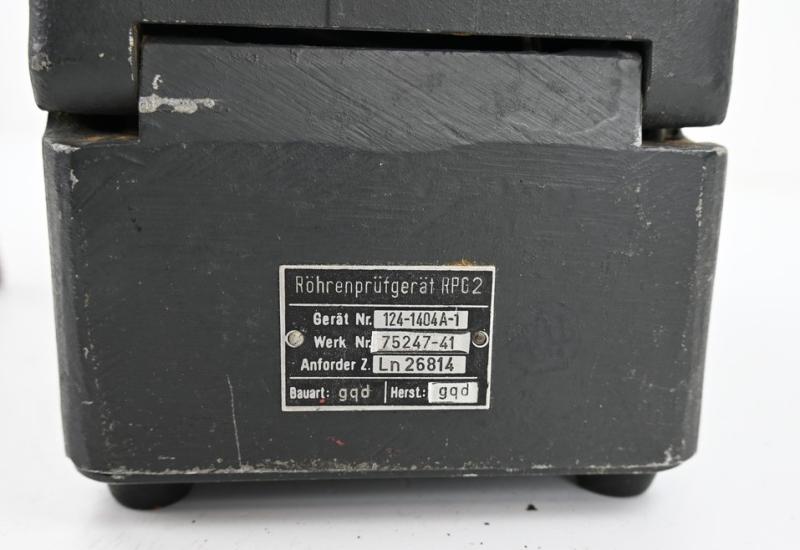 Röhrenprüfgerät RPG2
Gerät Nr. 124-1404A-1
Werk Nr. 75247-41
Anforder Z. Ln 26814
Bauart: gqd Herst.: gqd